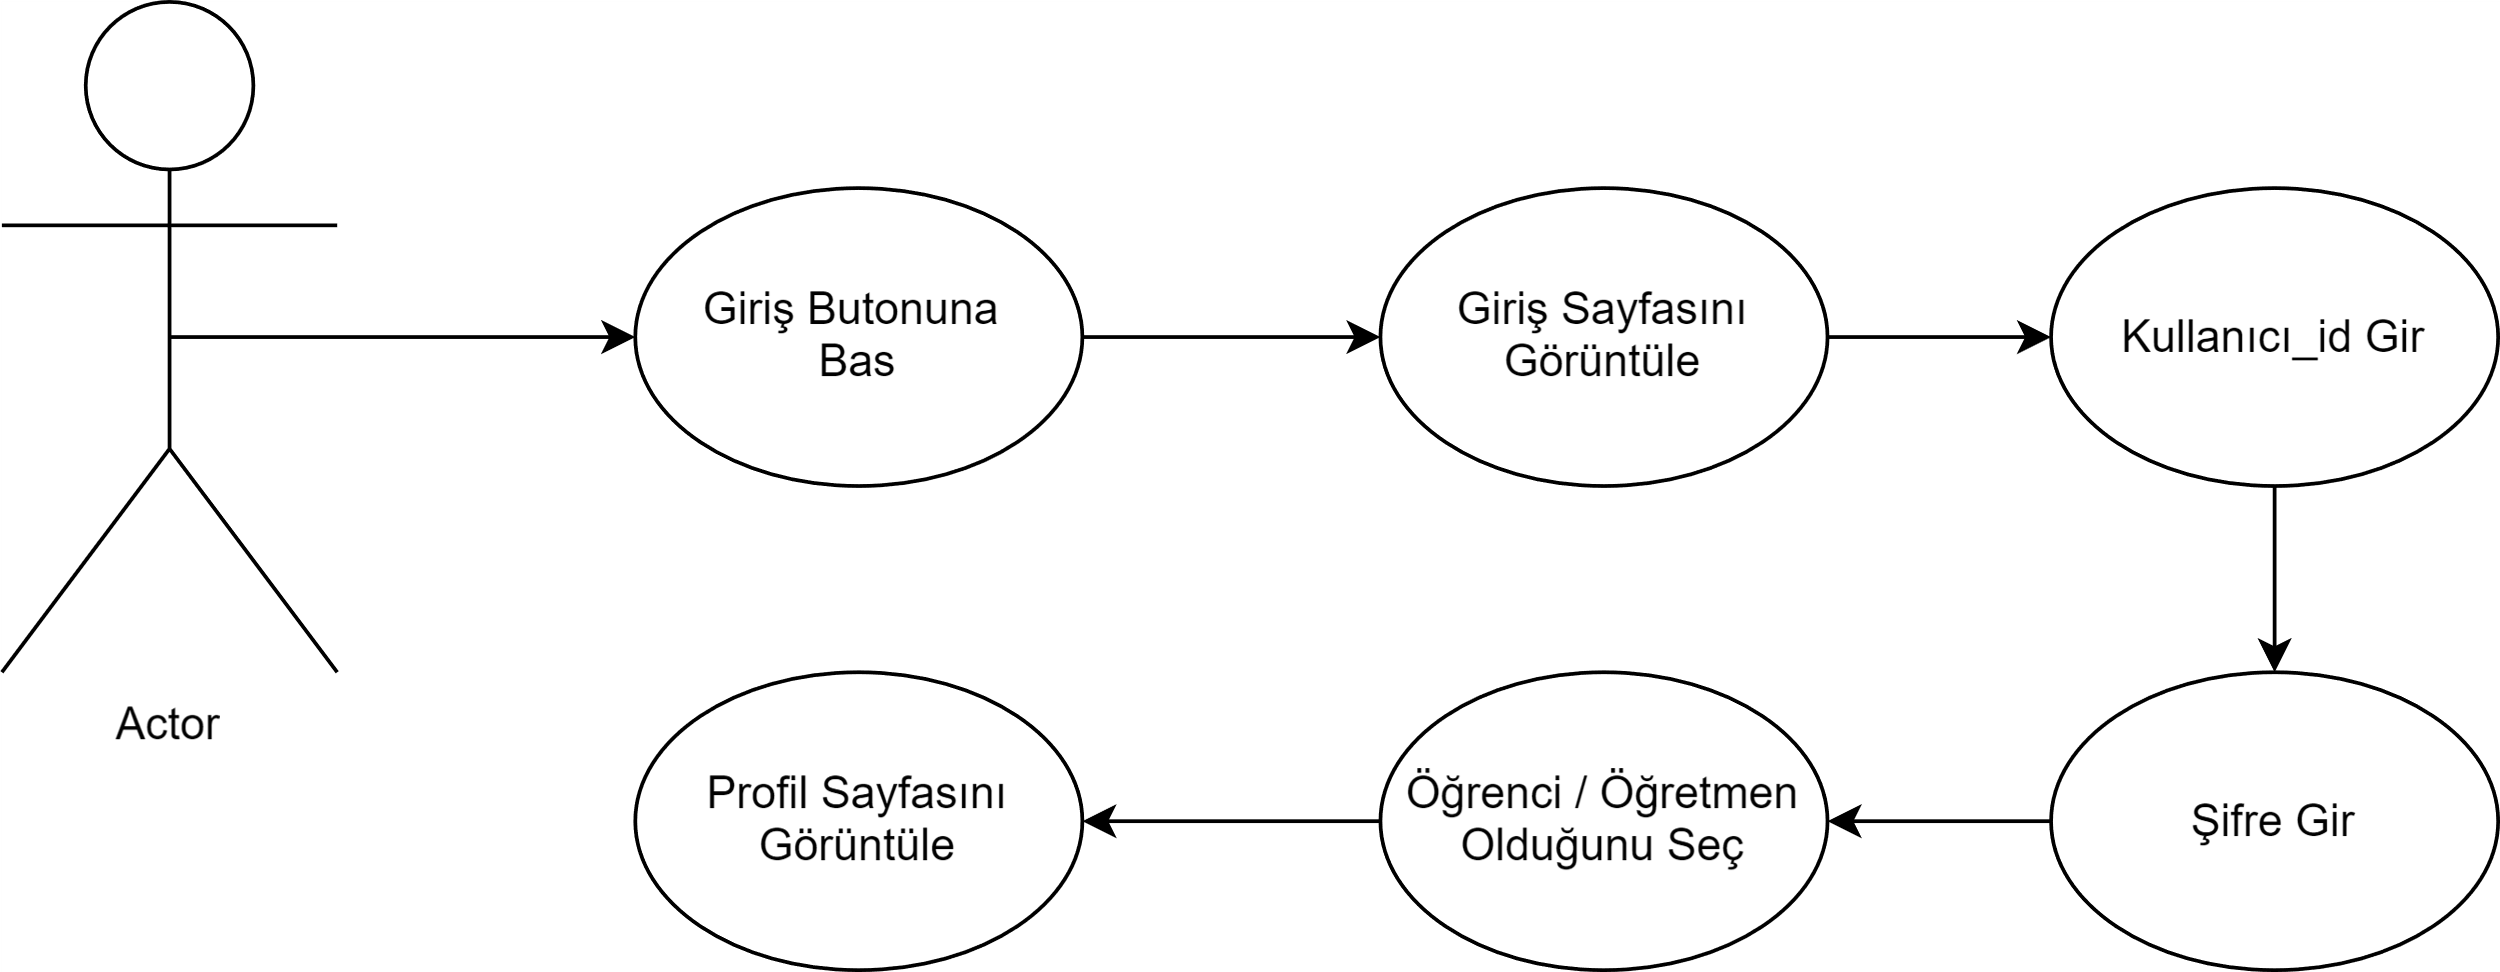 Giriş Butonuna
Bas
Giriş Sayfasını
Görüntüle
Kullanıcı_id Gir
Actor
Profil Sayfasını
Görüntüle
Öğrenci / Öğretmen
Olduğunu Seç
Şifre Gir